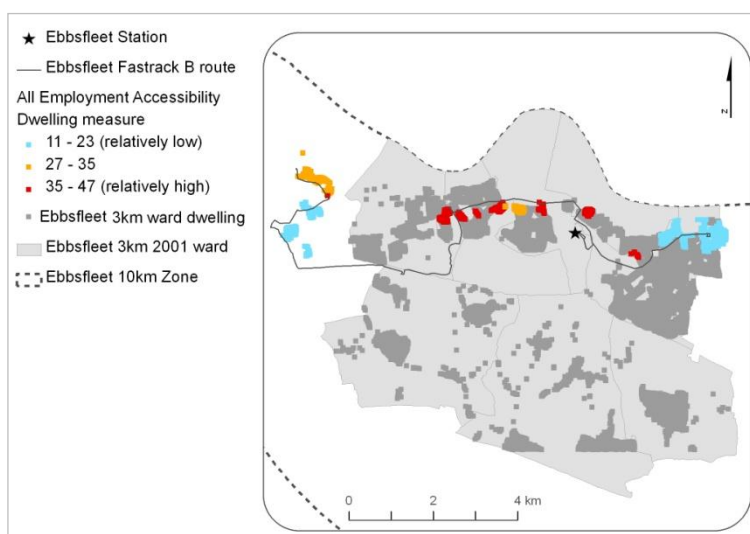 Ebbsfleet Station
Ebbsfleet Fastrack B route
All Employment Accessibility
Dwelling measure
11 - 23 (relatively low)
27 - 35
35 - 47 (relatively high)
Ebbsfleet 3km ward dwelling
Ebbsfleet 3km 2001 ward
Ebbsfleet 10km Zone
N
0 2 4 km